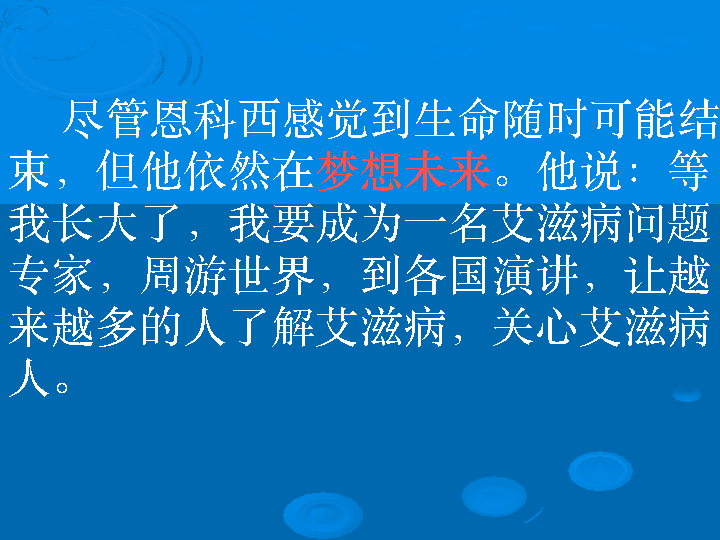 尽管恩科西感觉到生命随时可能结
束，但他依然在梦想未来。他说：等
我长大了，我要成为一名艾滋病问题
专家，周游世界，到各国演讲，让越
来越多的人了解艾滋病，关心艾滋病
人。